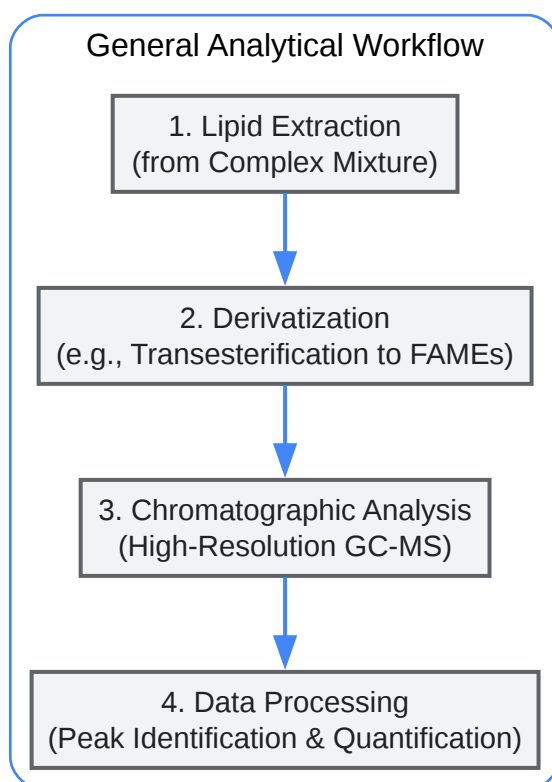 General Analytical Workflow
1. Lipid Extraction
(from Complex Mixture)
2. Derivatization
(e.g., Transesterification to FAMEs)
3. Chromatographic Analysis
(High-Resolution GC-MS)
4. Data Processing
(Peak Identification & Quantification)